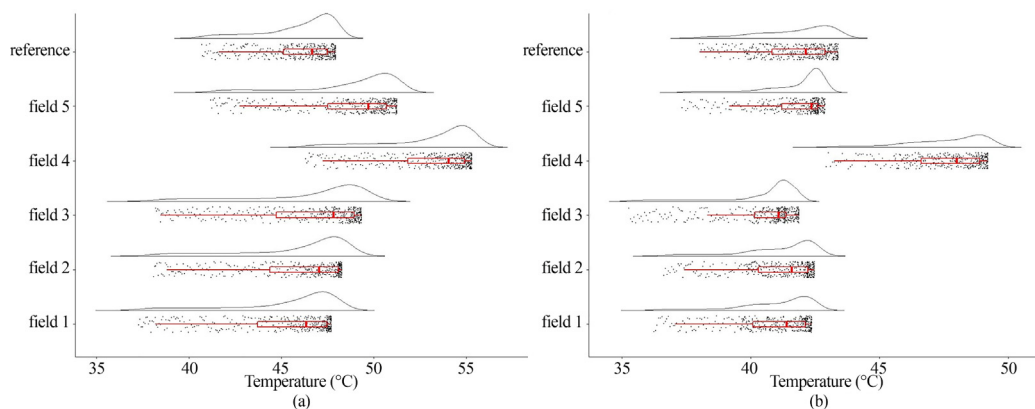 reference
field 5
field 4
field 3
field 2
field 1
35 40 45 50 55
Temperature (°C)
(a)
reference
field 5
field 4
field 3
field 2
field 1
35 40 45 50
Temperature (°C)
(b)